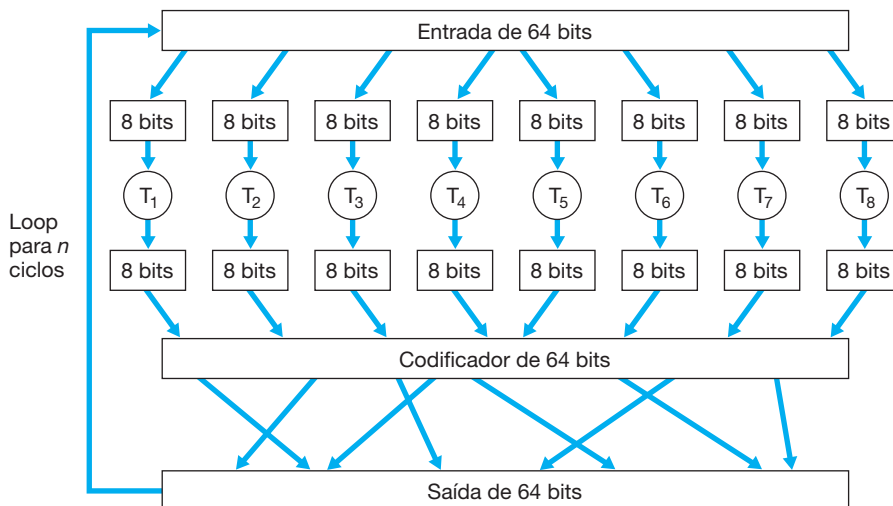 Entrada de 64 bits
8 bits 8 bits 8 bits 8 bits 8 bits 8 bits 8 bits 8 bits
T1 T2 T3 T4 T5 T6 T7 T8
Loop
para n
ciclos
8 bits 8 bits 8 bits 8 bits 8 bits 8 bits 8 bits 8 bits
Codificador de 64 bits
Saída de 64 bits